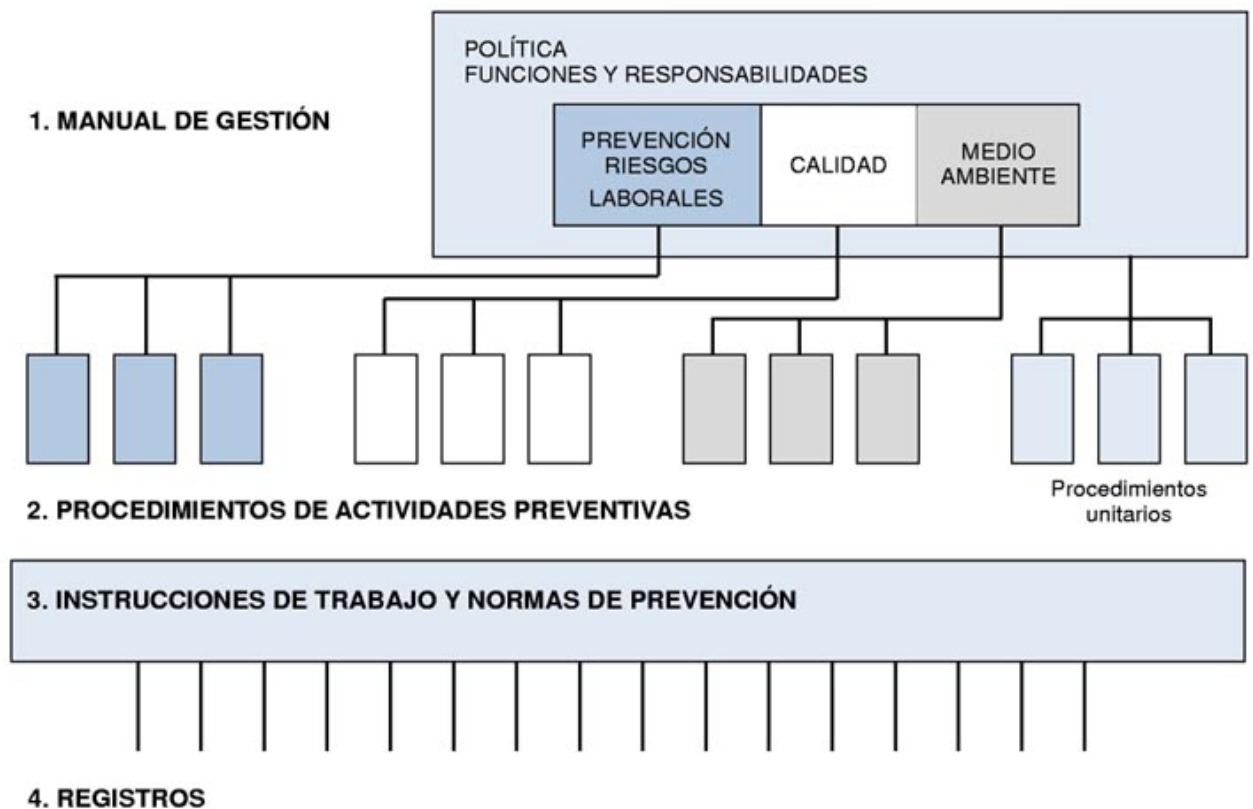 POLÍTICA
FUNCIONES Y RESPONSABILIDADES
1. MANUAL DE GESTIÓN
PREVENCIÓN
RIESGOS
LABORALES
CALIDAD
MEDIO
AMBIENTE
Procedimientos
unitarios
2. PROCEDIMIENTOS DE ACTIVIDADES PREVENTIVAS
3. INSTRUCCIONES DE TRABAJO Y NORMAS DE PREVENCIÓN
4. REGISTROS